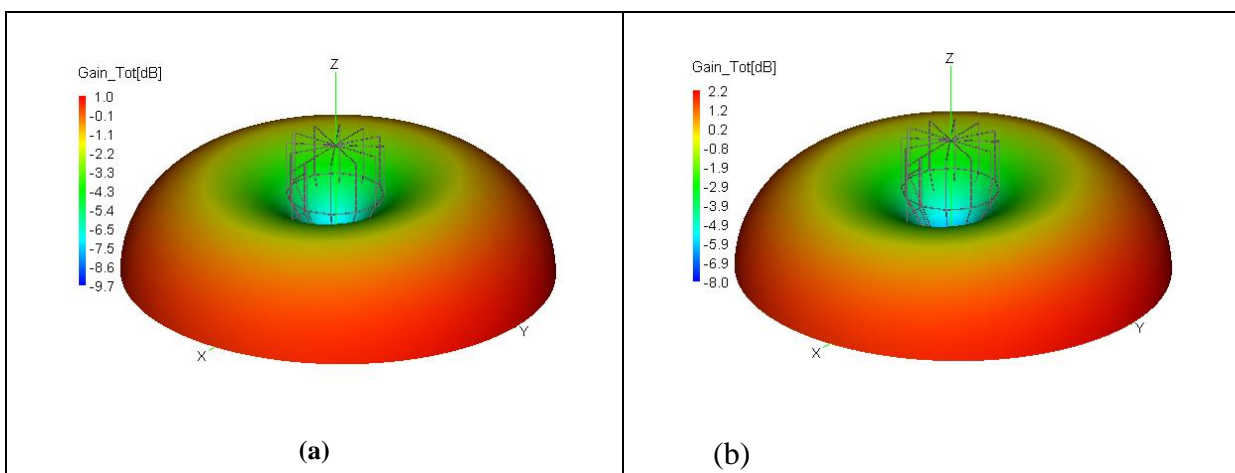 Gain_Tot[dB]
1.0
-0.1
-1.1
-2.2
-3.3
-4.3
-5.4
-6.5
-7.5
-8.6
-9.7
Z
X
Y
(a)
Gain_Tot[dB]
2.2
1.2
0.2
-0.8
-1.9
-2.9
-3.9
-4.9
-5.9
-6.9
-8.0
Z
X
Y
(b)